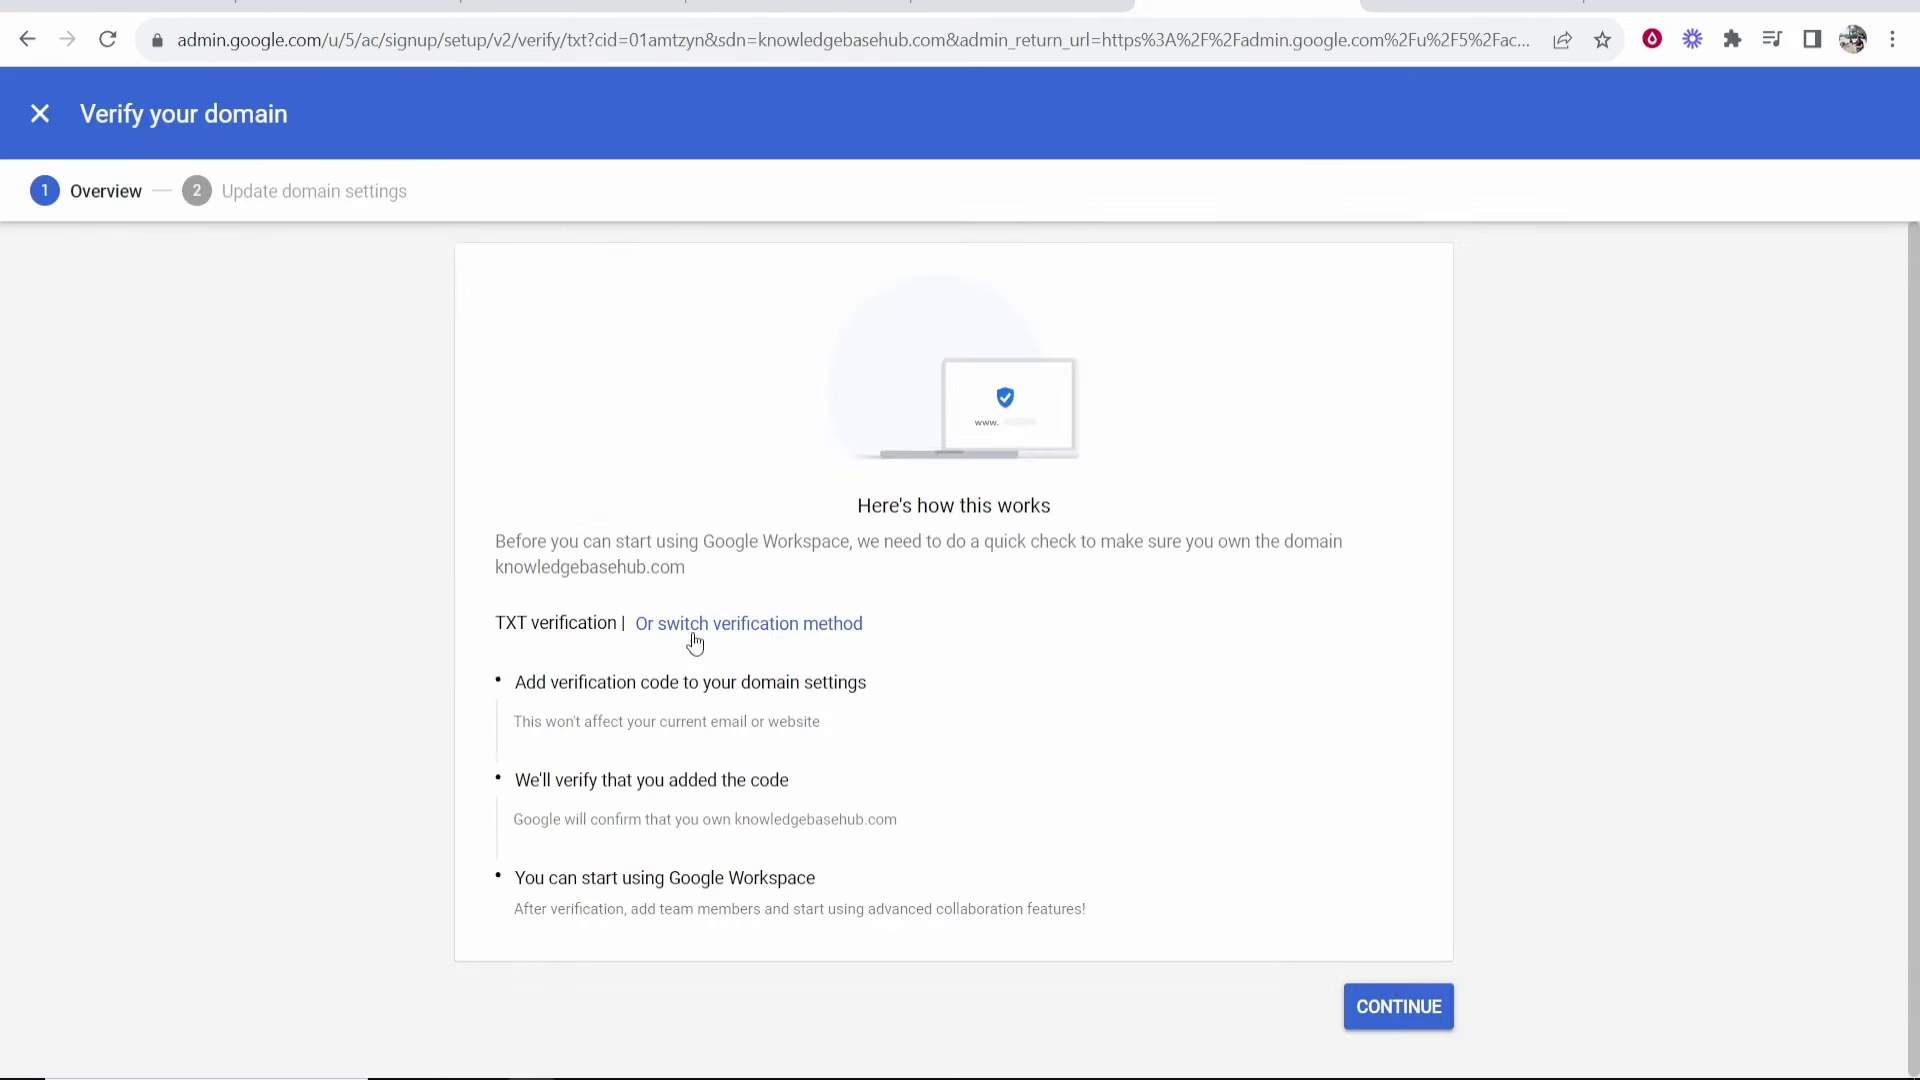 admin.google.com/u/5/ac/signup/setup/v2/verify/txt?cid=01amtzyn&sdn=knowledgebasehub.com&admin_return_url=https%3A%2F%2Fadmin.google.com%2Fu%2F5%2Fac...
Verify your domain
1 Overview 2 Update domain settings
www.
Here's how this works
Before you can start using Google Workspace, we need to do a quick check to make sure you own the domain
knowledgebasehub.com
TXT verification | Or switch verification method
• Add verification code to your domain settings
This won't affect your current email or website
• We'll verify that you added the code
Google will confirm that you own knowledgebasehub.com
• You can start using Google Workspace
After verification, add team members and start using advanced collaboration features!
CONTINUE